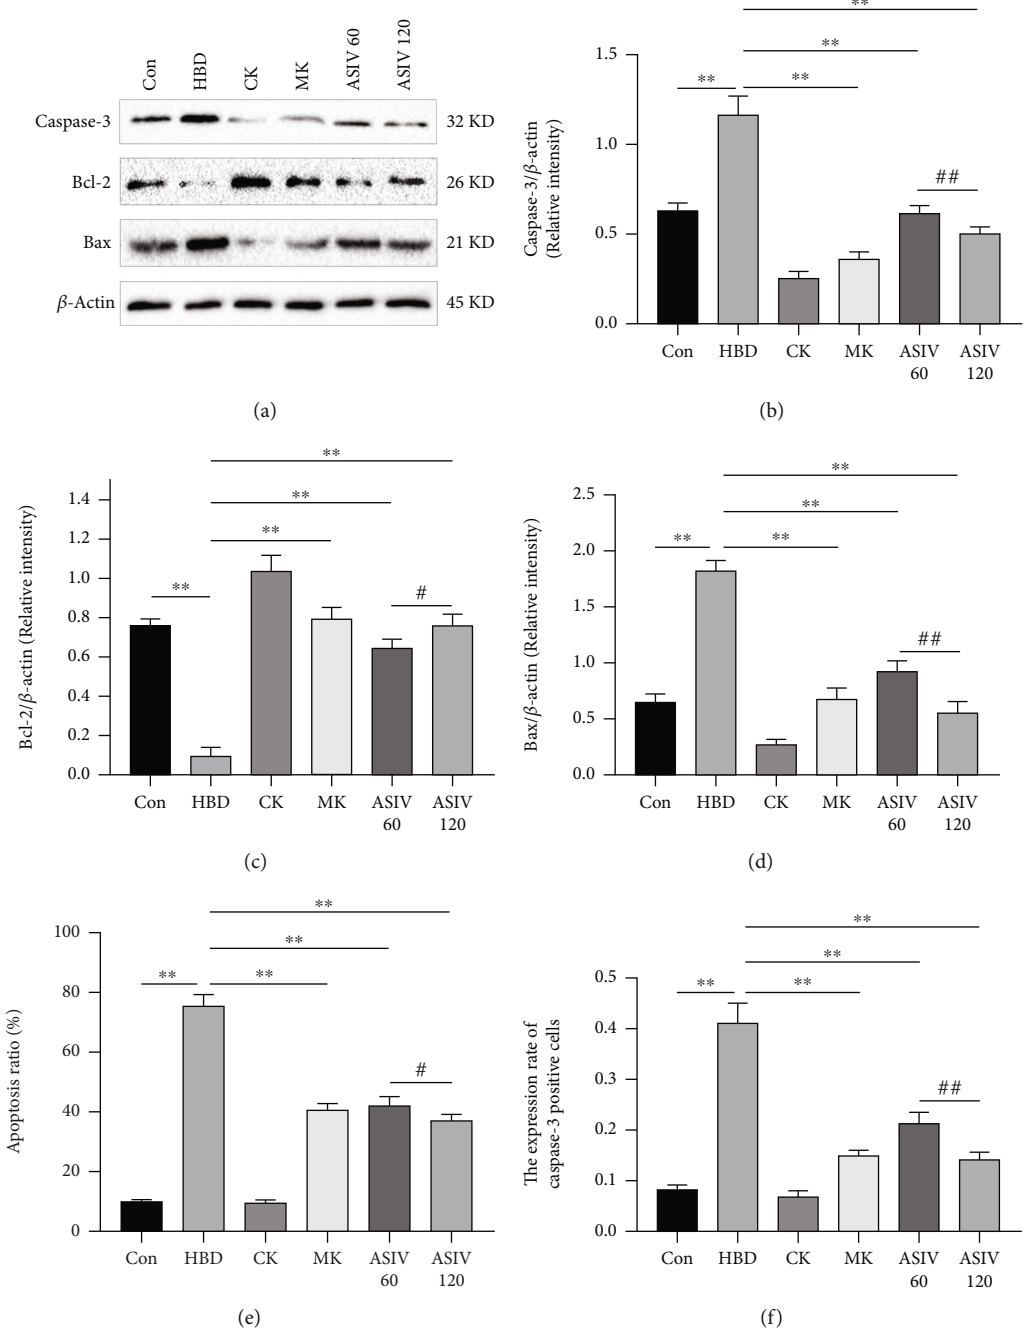 Con HBD CK MK ASIV 60 ASIV 120
Caspase-3 32 KD
Bcl-2 26 KD
Bax 21 KD
β-Actin 45 KD
(a)
Caspase-3/β-actin
(Relative intensity)
**
**
** **
##
1.5
1.0
0.5
0.0
Con HBD CK MK ASIV ASIV
60 120
(b)
Bcl-2/β-actin (Relative intensity)
**
**
**
**
#
1.4
1.2
1.0
0.8
0.6
0.4
0.2
0.0
Con HBD CK MK ASIV ASIV
60 120
(c)
Bax/β-actin (Relative intensity)
**
**
** **
##
2.5
2.0
1.5
1.0
0.5
0.0
Con HBD CK MK ASIV ASIV
60 120
(d)
Apoptosis ratio (%)
**
**
** **
#
100
80
60
40
20
0
Con HBD CK MK ASIV ASIV
60 120
(e)
The expression rate of
caspase-3 positive cells
**
**
** **
##
0.5
0.4
0.3
0.2
0.1
0.0
Con HBD CK MK ASIV ASIV
60 120
(f)